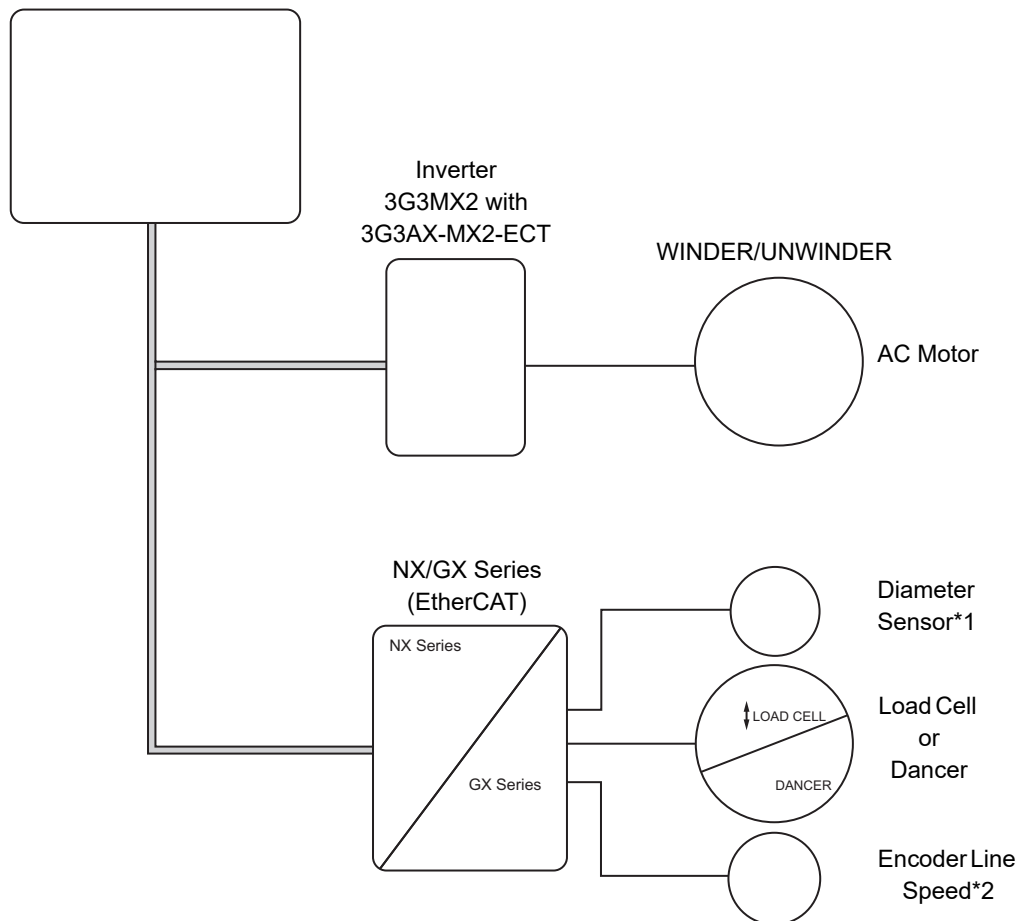 Inverter
3G3MX2 with
3G3AX-MX2-ECT
WINDER/UNWINDER
AC Motor
NX/GX Series
(EtherCAT)
NX Series
GX Series
Diameter
Sensor*1
LOAD CELL
DANCER
Load Cell
or
Dancer
Encoder Line
Speed*2